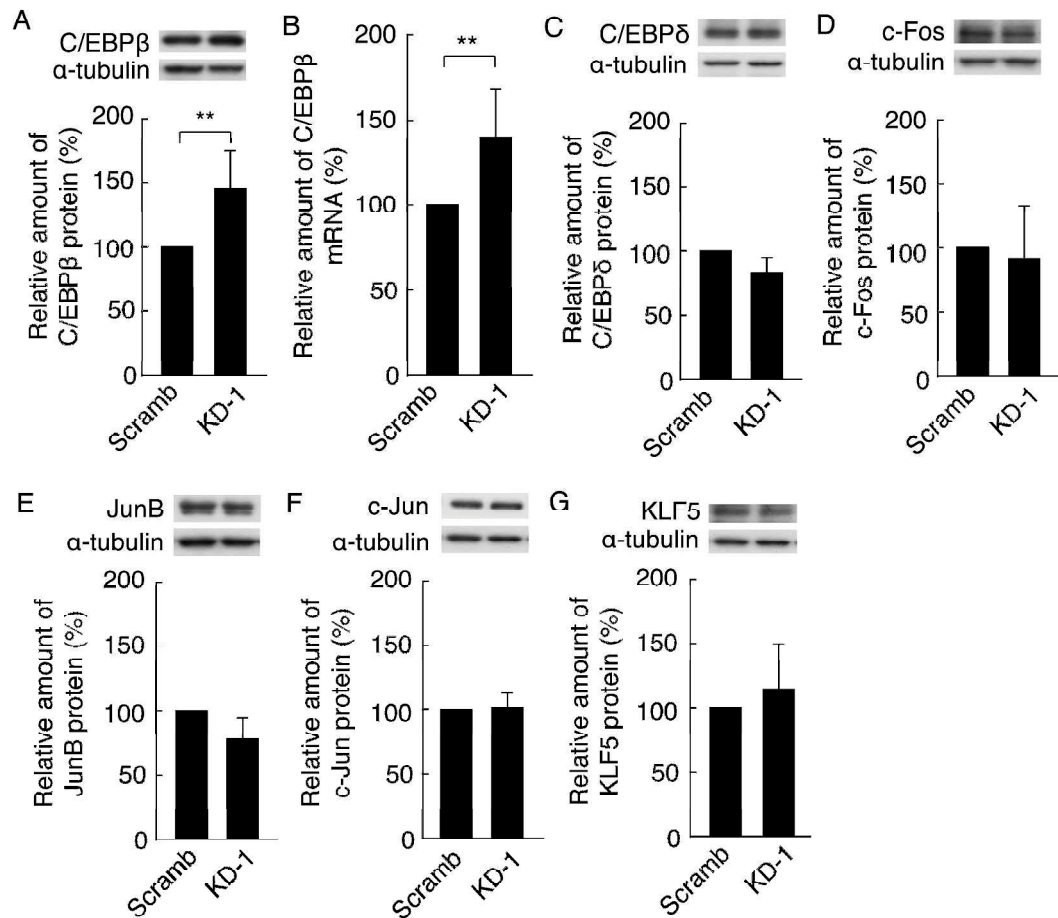 A
C/EBPβ
α-tubulin
Relative amount of
C/EBPβ protein (%)
200
150
100
50
0
**
Scramb
KD-1
B
Relative amount of C/EBPβ
mRNA (%)
200
150
100
50
0
**
Scramb
KD-1
C
C/EBPδ
α-tubulin
Relative amount of
C/EBPδ protein (%)
200
150
100
50
0
Scramb
KD-1
D
c-Fos
α-tubulin
Relative amount of
c-Fos protein (%)
200
150
100
50
0
Scramb
KD-1
E
JunB
α-tubulin
Relative amount of
JunB protein (%)
200
150
100
50
0
Scramb
KD-1
F
c-Jun
α-tubulin
Relative amount of
c-Jun protein (%)
200
150
100
50
0
Scramb
KD-1
G
KLF5
α-tubulin
Relative amount of
KLF5 protein (%)
200
150
100
50
0
Scramb
KD-1